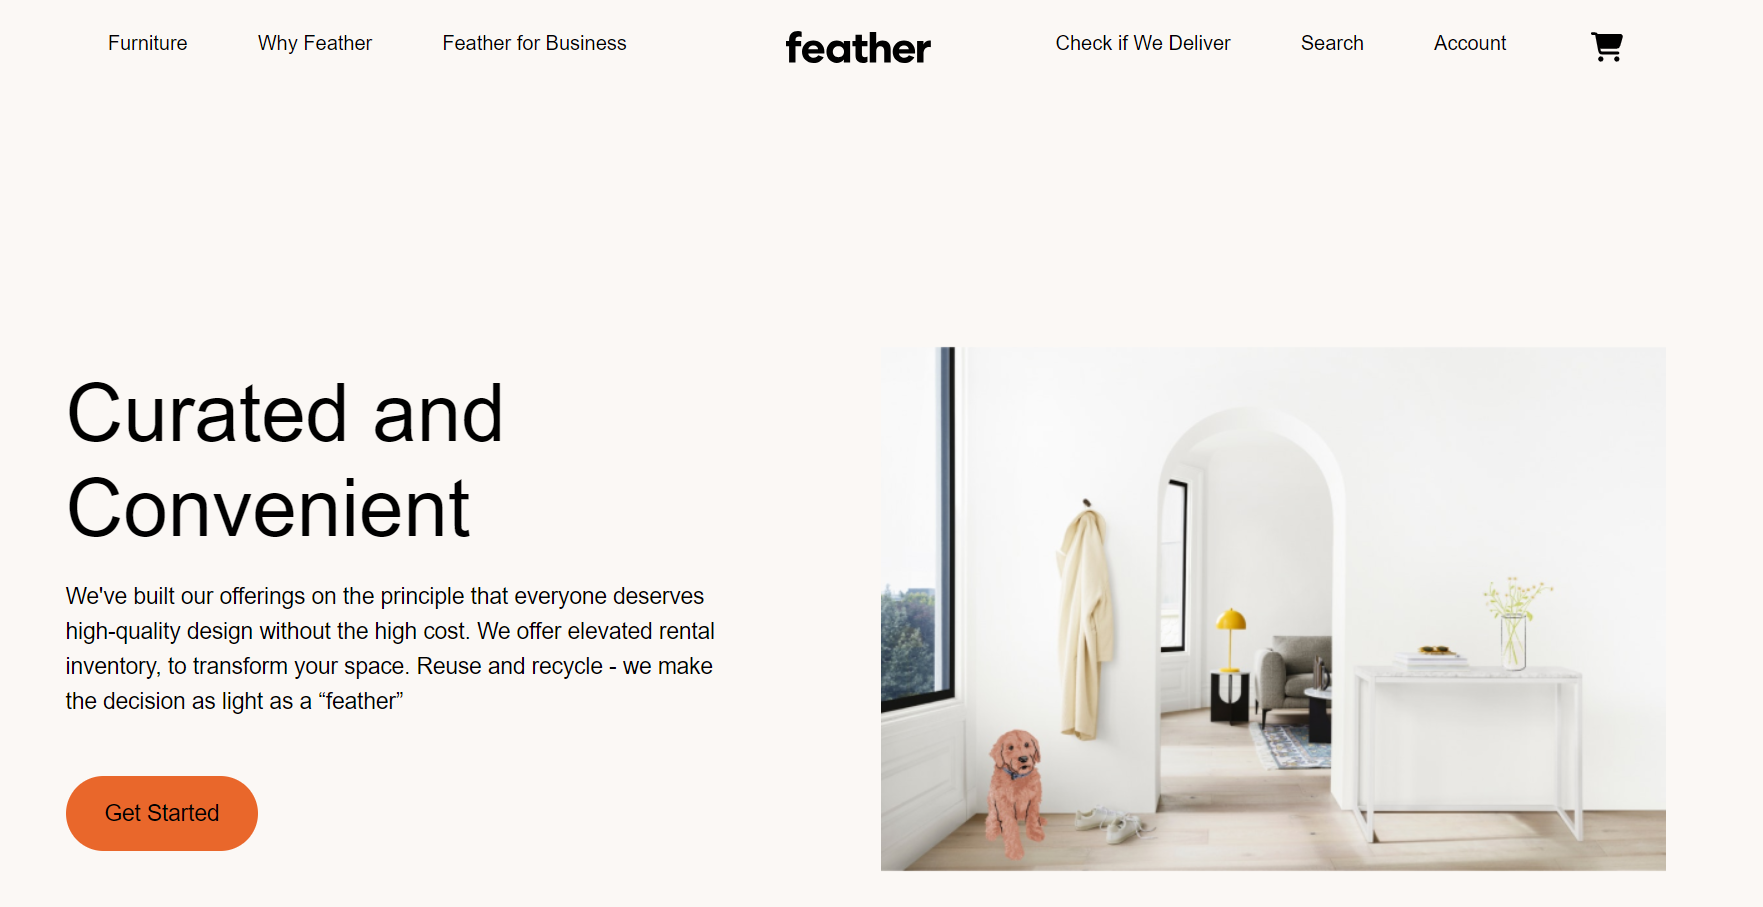 Furniture
Why Feather
Feather for Business
feather
Check if We Deliver
Search
Account
Curated and
Convenient
We've built our offerings on the principle that everyone deserves
high-quality design without the high cost. We offer elevated rental
inventory, to transform your space. Reuse and recycle - we make
the decision as light as a “feather”
Get Started